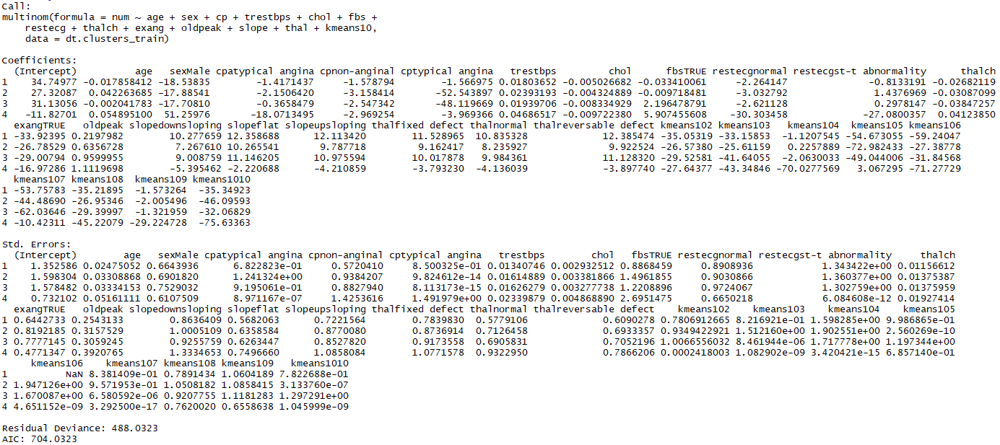 Call:
multinom(formula = num ~ age + sex + cp + trestbps + chol + fbs +
    restecg + thalch + exang + oldpeak + slope + thal + kmeans10,
    data = dt.clusters_train)

Coefficients:
  (Intercept)          age   sexMale cpatypical angina cpnon-anginal cptypical angina   trestbps         chol      fbsTRUE restecgnormal restecgst-t abnormality      thalch
1    34.74977 -0.017858412 -18.53835        -1.4171437     -1.578794        -1.566975 0.01803652 -0.005026682 -0.033410061     -2.264147              -0.8133191 -0.02682119
2    27.32087  0.042263685 -17.88541        -2.1506420     -3.158414       -52.543897 0.02393193 -0.004324889 -0.009718481     -3.032792               1.4376969 -0.03087099
3    31.13056 -0.002041783 -17.70810        -0.3658479     -2.547342       -48.119669 0.01939706 -0.008334929  2.196478791     -2.621128               0.2978147 -0.03847257
4   -11.82701  0.054895100  51.25976       -18.0713495     -2.969254        -3.969366 0.04686517 -0.009722380  5.907455608    -30.303458             -27.0800357  0.04123850
  exangTRUE   oldpeak slopedownsloping slopeflat slopeupsloping thalfixed defect thalnormal thalreversable defect kmeans102 kmeans103   kmeans104  kmeans105 kmeans106
1 -33.92395 0.2197982        10.277659 12.358688      12.113420        11.528965  10.835328             12.385474 -35.05319 -33.15853  -1.1207545 -54.673055 -59.24047
2 -26.78529 0.6356728         7.267610 10.265541       9.787718         9.162417   8.235927              9.922524 -26.57380 -25.61159   0.2257889 -72.982433 -27.38778
3 -29.00794 0.9599955         9.008759 11.146205      10.975594        10.017878   9.984361             11.128320 -29.52581 -41.64055  -2.0630033 -49.044006 -31.84568
4 -16.97286 1.1119698        -5.395462 -2.220688      -4.210859        -3.793230  -4.136039             -3.897740 -27.64377 -43.34846 -70.0277569   3.067295 -71.27729
  kmeans107 kmeans108  kmeans109 kmeans1010
1 -53.75783 -35.21895  -1.573264  -35.34923
2 -44.48690 -26.95346  -2.005496  -46.09593
3 -62.03646 -29.39997  -1.321959  -32.06829
4 -10.42311 -45.22079 -29.224728  -75.63363

Std. Errors:
  (Intercept)        age   sexMale cpatypical angina cpnon-anginal cptypical angina   trestbps        chol   fbsTRUE restecgnormal restecgst-t abnormality     thalch
1    1.352586 0.02475052 0.6643936      6.822823e-01     0.5720410     8.500325e-01 0.01340746 0.002932512 0.8868459     0.8908936            1.343422e+00 0.01156612
2    1.598304 0.03308868 0.6901820      1.241324e+00     0.9384207     9.824612e-14 0.01614889 0.003381866 1.4961855     0.9030866            1.360377e+00 0.01375387
3    1.578482 0.03334153 0.7529032      9.195061e-01     0.8827940     8.113173e-15 0.01626279 0.003277738 1.2208896     0.9724067            1.302759e+00 0.01375959
4    0.732102 0.05161111 0.6107509      8.971167e-07     1.4253616     1.491979e+00 0.02339879 0.004868890 2.6951475     0.6650218            6.084608e-12 0.01927414
  exangTRUE   oldpeak slopedownsloping slopeflat slopeupsloping thalfixed defect thalnormal thalreversable defect    kmeans102    kmeans103    kmeans104    kmeans105
1 0.6442733 0.2543133        0.8636409 0.5682063      0.7221564        0.7839830  0.5779106             0.6090278 0.7806912665 8.216921e-01 1.598285e+00 9.986865e-01
2 0.8192185 0.3157529        1.0005109 0.6358584      0.8770080        0.8736914  0.7126458             0.6933357 0.9349422921 1.512160e+00 1.902551e+00 2.560269e-10
3 0.7777145 0.3059245        0.9255759 0.6263447      0.8527820        0.9173558  0.6905831             0.7052196 1.0066556032 8.461944e-06 1.717778e+00 1.197344e+00
4 0.4771347 0.3920765        1.3334653 0.7496660      1.0858084        1.0771578  0.9322950             0.7866206 0.0002418003 1.082902e-09 3.420421e-15 6.857140e-01
     kmeans106    kmeans107 kmeans108 kmeans109   kmeans1010
1          NaN 8.381409e-01 0.7891434 1.0604189 7.822688e-01
2 1.947126e+00 9.571953e-01 1.0508182 1.0858415 3.133760e-07
3 1.670087e+00 6.580592e-06 0.9207755 1.1181283 1.297291e+00
4 4.651152e-09 3.292500e-17 0.7620020 0.6558638 1.045999e-09

Residual Deviance: 488.0323
AIC: 704.0323